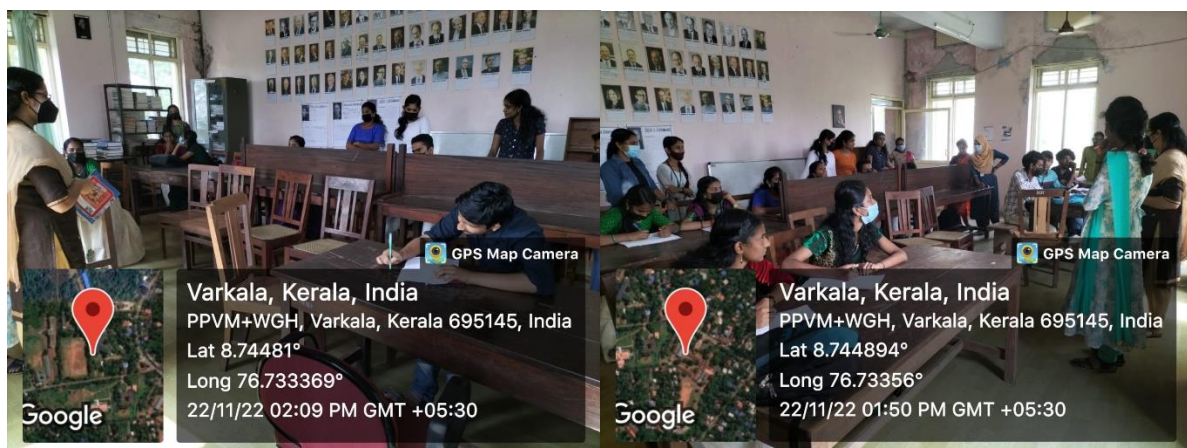 GPS Map Camera
Varkala, Kerala, India
PPVM+WGH, Varkala, Kerala 695145, India
Lat 8.74481°
Long 76.733369°
22/11/22 02:09 PM GMT +05:30
Google
GPS Map Camera
Varkala, Kerala, India
PPVM+WGH, Varkala, Kerala 695145, India
Lat 8.744894°
Long 76.73356°
22/11/22 01:50 PM GMT +05:30
Google